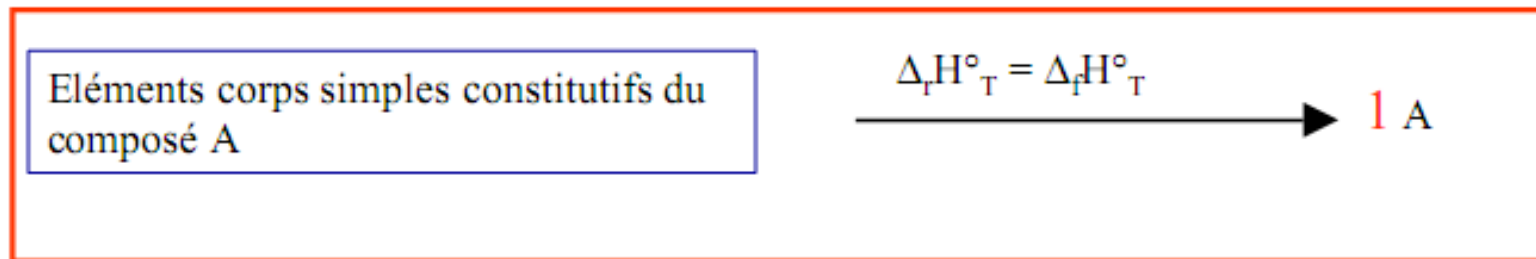 Eléments corps simples constitutifs du
composé A
ΔrH°T = ΔfH°T
1 A